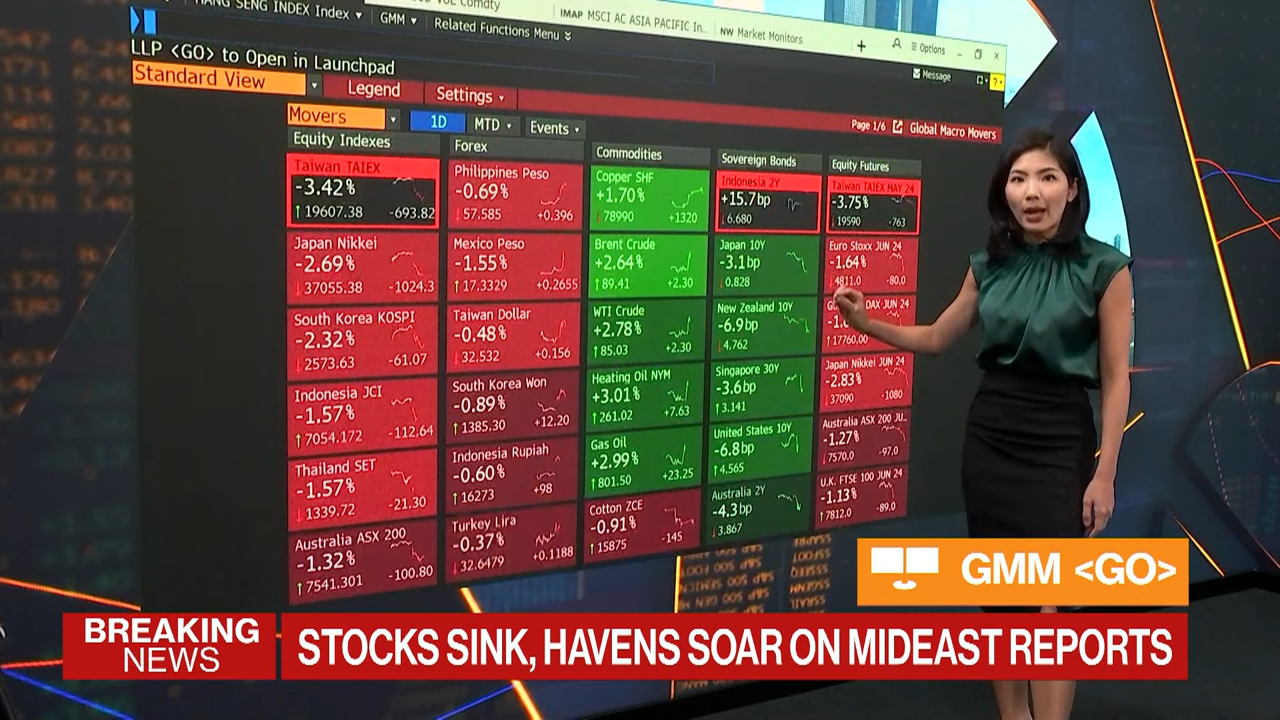 HANG SENG INDEX Index
GMM
Related Functions Menu
Comdty
IMAP MSCI AC ASIA PACIFIC In..
NW Market Monitors
+
Options
LLP <GO> to Open in Launchpad
Message
Standard View
Legend
Settings
Page 1/6
Global Macro Movers
Movers
1D
MTD
Events
Equity Indexes
Taiwan TAIEX
-3.42%
↑ 19607.38 -693.82
Japan Nikkei
-2.69%
↓ 37055.38 -1024.3
South Korea KOSPI
-2.32%
↓ 2573.63 -61.07
Indonesia JCI
-1.57%
↑ 7054.172 -112.64
Thailand SET
-1.57%
↓ 1339.72 -21.30
Australia ASX 200
-1.32%
↑ 7541.301 -100.80
Forex
Philippines Peso
-0.69%
↓ 57.585 +0.396
Mexico Peso
-1.55%
↑ 17.3329 +0.2655
Taiwan Dollar
-0.48%
↓ 32.532 +0.156
South Korea Won
-0.89%
↑ 1385.30 +12.20
Indonesia Rupiah
-0.60%
↑ 16273 +98
Turkey Lira
-0.37%
↓ 32.6479 +0.1188
Commodities
Copper SHF
+1.70%
↓ 78990 +1320
Brent Crude
+2.64%
↑ 89.41 +2.30
WTI Crude
+2.78%
↑ 85.03 +2.30
Heating Oil NYM
+3.01%
↑ 261.02 +7.63
Gas Oil
+2.99%
↑ 801.50 +23.25
Cotton ZCE
-0.91%
↑ 15875 -145
Sovereign Bonds
Indonesia 2Y
+15.7bp
↓ 6.680
Japan 10Y
-3.1bp
↓ 0.828
New Zealand 10Y
-6.9bp
↓ 4.762
Singapore 30Y
-3.6bp
↑ 3.141
United States 10Y
-6.8bp
↑ 4.565
Australia 2Y
-4.3bp
↓ 3.867
Equity Futures
Taiwan TAIEX MAY 24
-3.75%
↓ 19590 -763
Euro Stoxx JUN 24
-1.64%
↓ 4811.0 -80.0
DAX JUN 24
↑ 17760.00
Japan Nikkei JUN 24
-2.83%
↓ 37090 -1080
Australia ASX 200 JU..
-1.27%
↓ 7570.0 -97.0
U.K. FTSE 100 JUN 24
-1.13%
↑ 7812.0 -89.0
GMM <GO>
BREAKING
NEWS
STOCKS SINK, HAVENS SOAR ON MIDEAST REPORTS